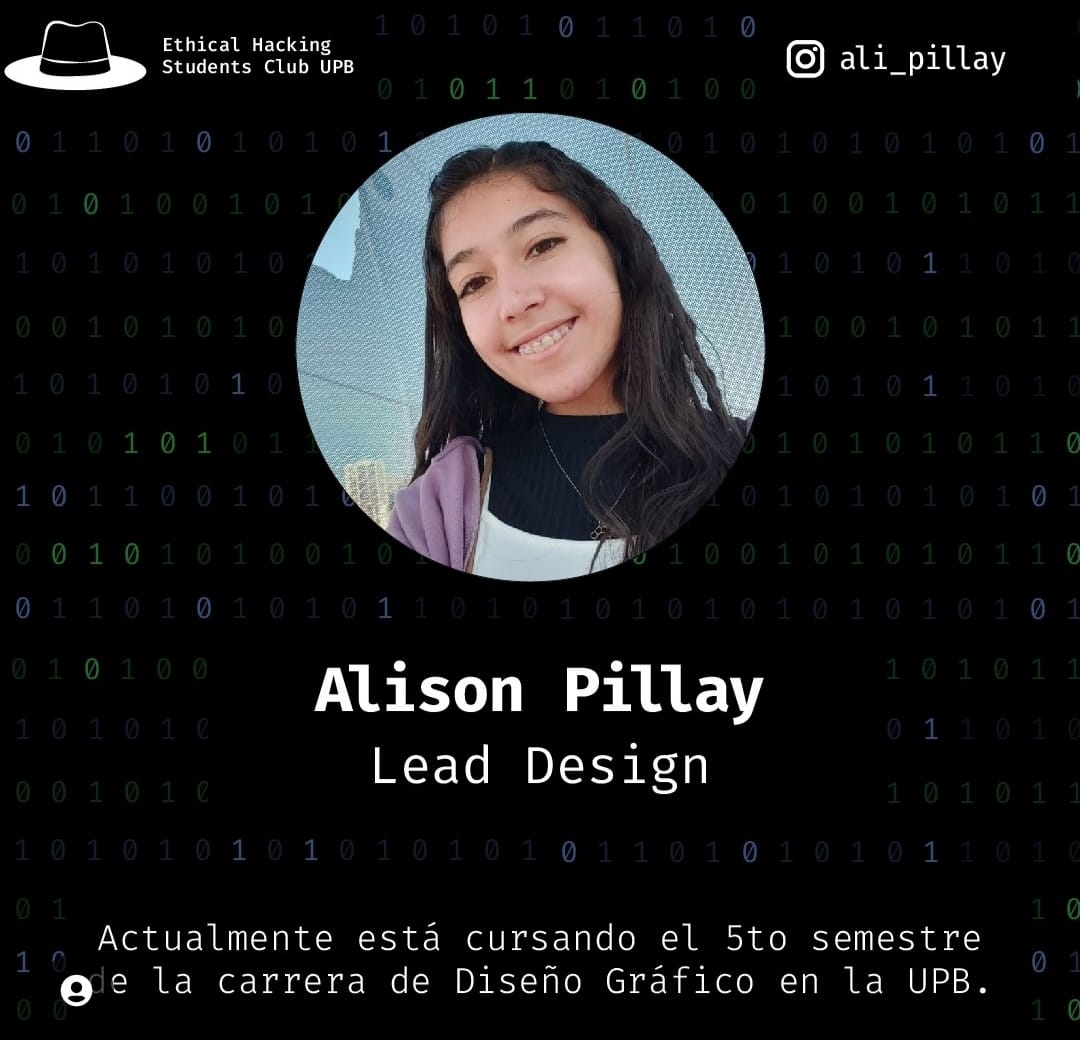 Ethical Hacking
Students Club UPB
ali_pillay
Alison Pillay
Lead Design
Actualmente está cursando el 5to semestre
de la carrera de Diseño Gráfico en la UPB.